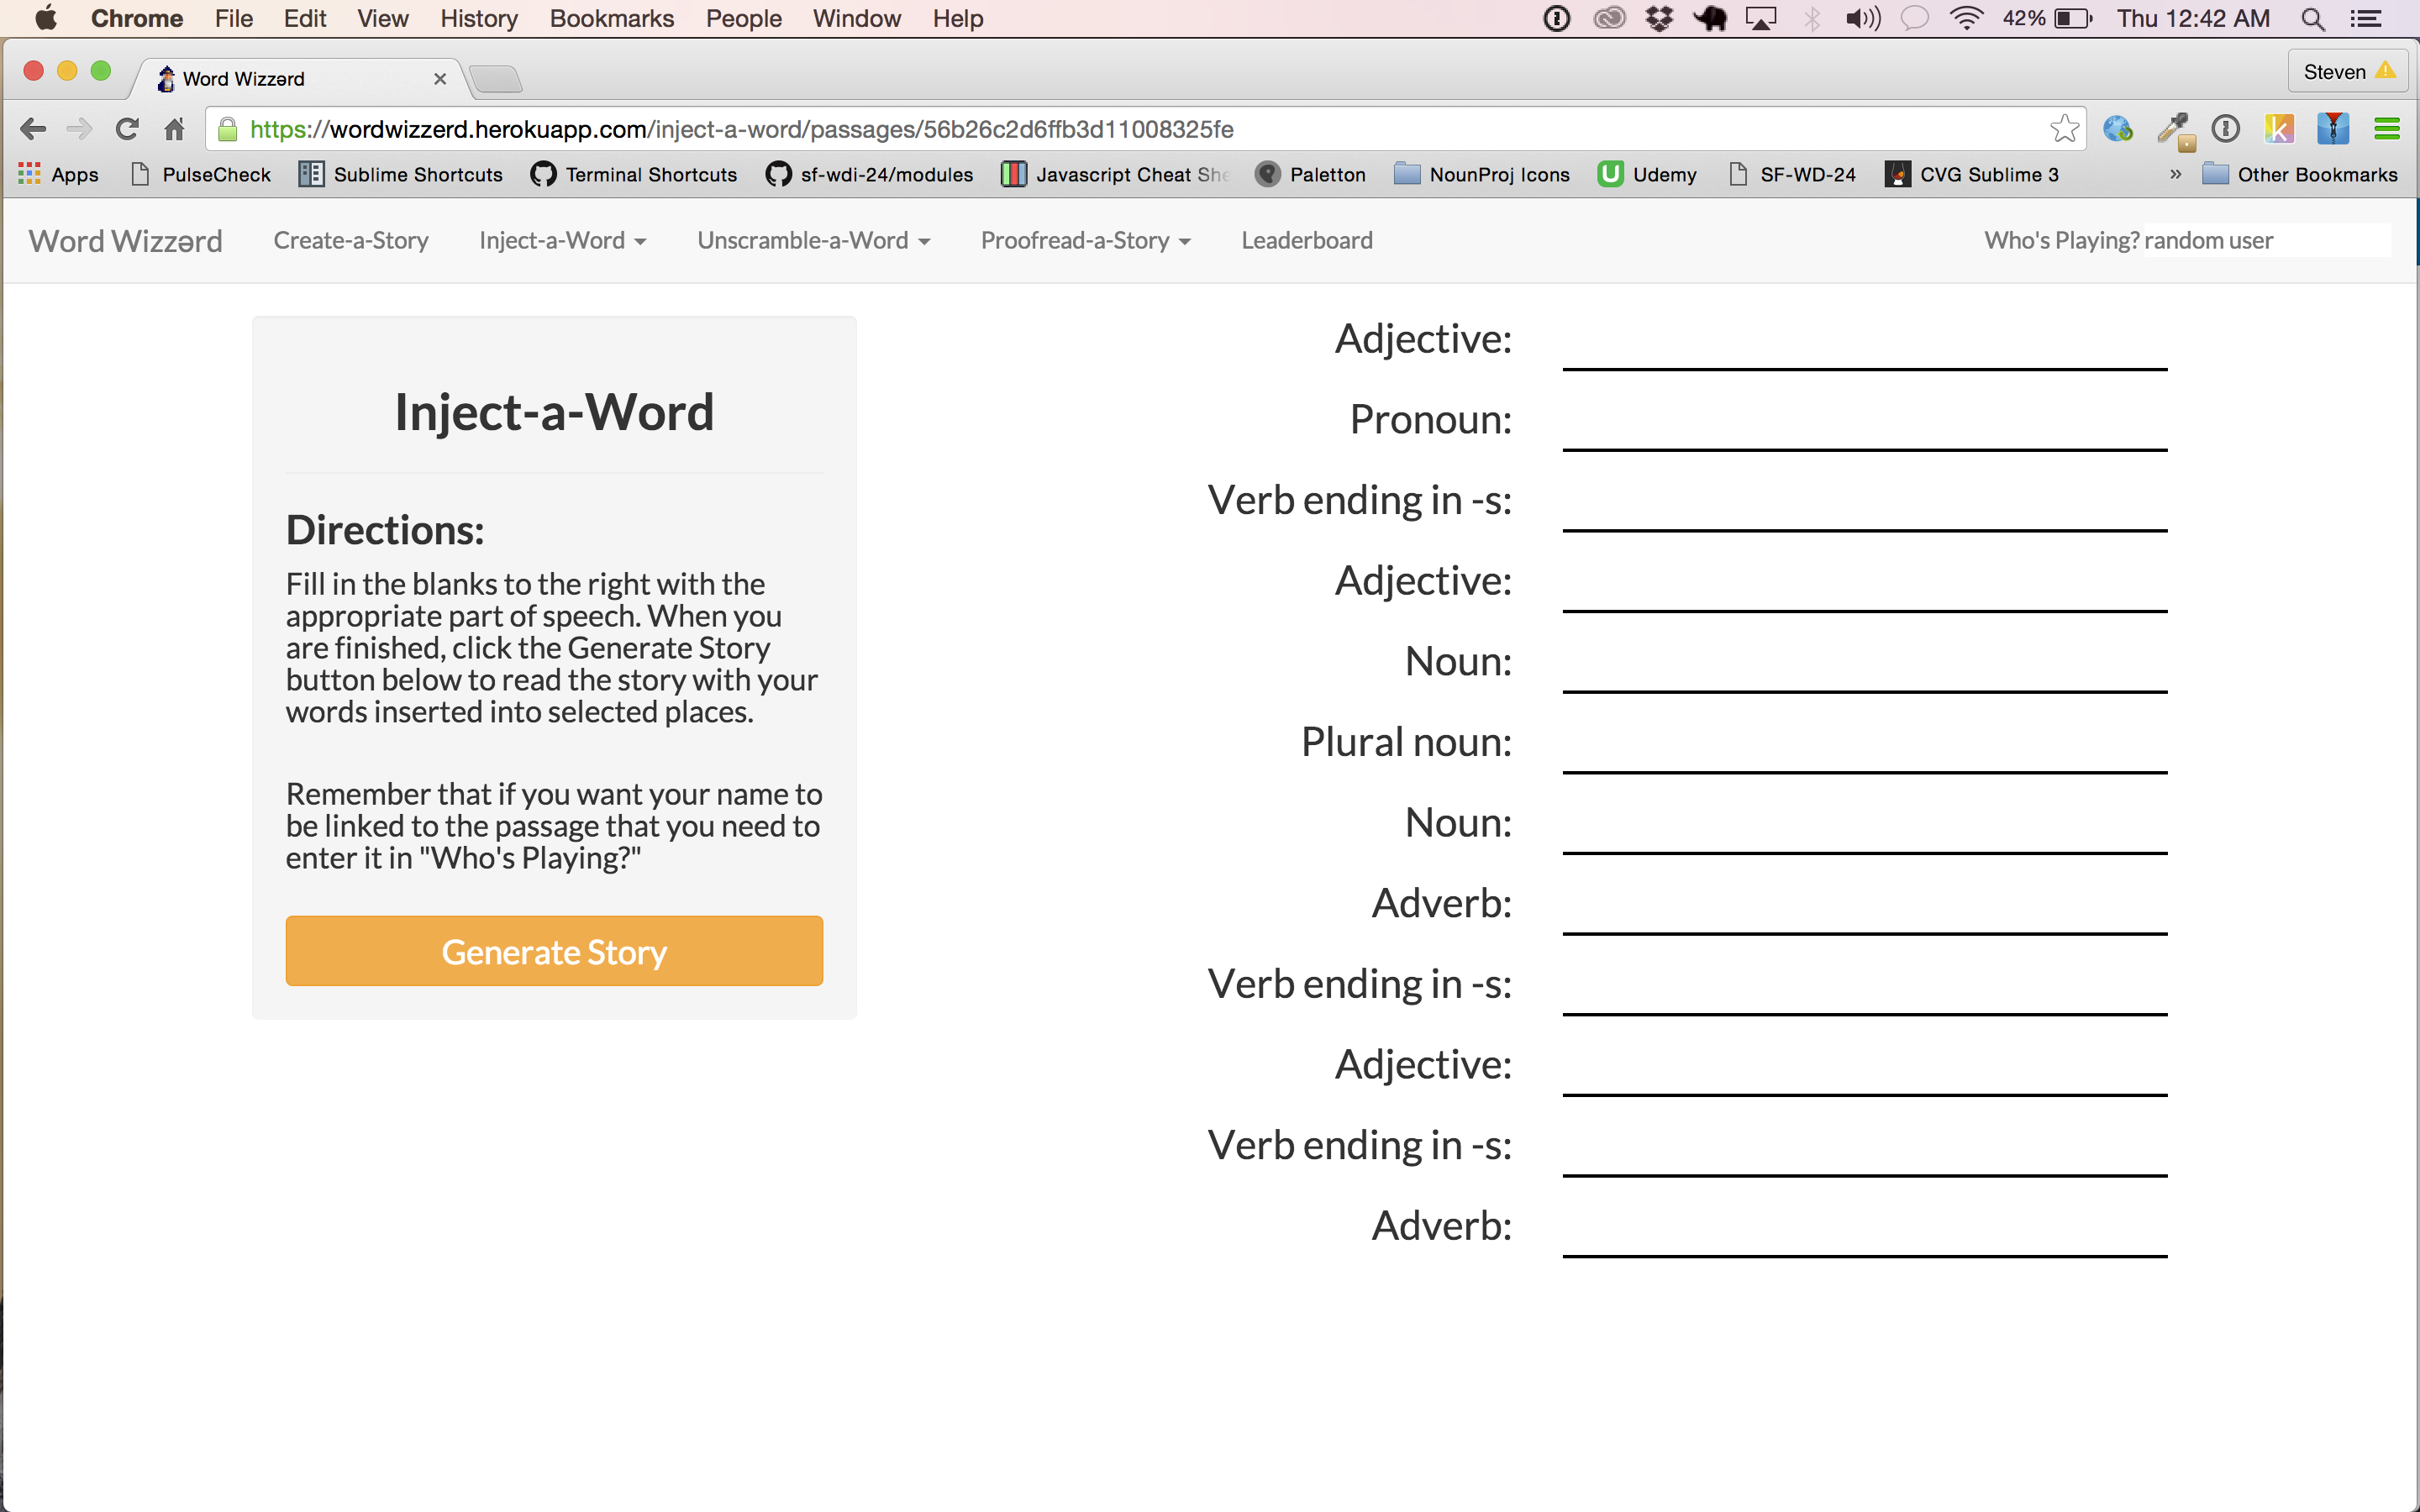 Chrome File Edit View History Bookmarks People Window Help 42% Thu 12:42 AM
Word Wizzərd Steven
https://wordwizzerd.herokuapp.com/inject-a-word/passages/56b26c2d6ffb3d11008325fe
Apps PulseCheck Sublime Shortcuts Terminal Shortcuts sf-wdi-24/modules Javascript Cheat She Paletton NounProj Icons Udemy SF-WD-24 CVG Sublime 3 » Other Bookmarks
Word Wizzərd Create-a-Story Inject-a-Word Unscramble-a-Word Proofread-a-Story Leaderboard Who's Playing? random user
Inject-a-Word
Directions:
Fill in the blanks to the right with the
appropriate part of speech. When you
are finished, click the Generate Story
button below to read the story with your
words inserted into selected places.
Remember that if you want your name to
be linked to the passage that you need to
enter it in "Who's Playing?"
Generate Story
Adjective:
Pronoun:
Verb ending in -s:
Adjective:
Noun:
Plural noun:
Noun:
Adverb:
Verb ending in -s:
Adjective:
Verb ending in -s:
Adverb: